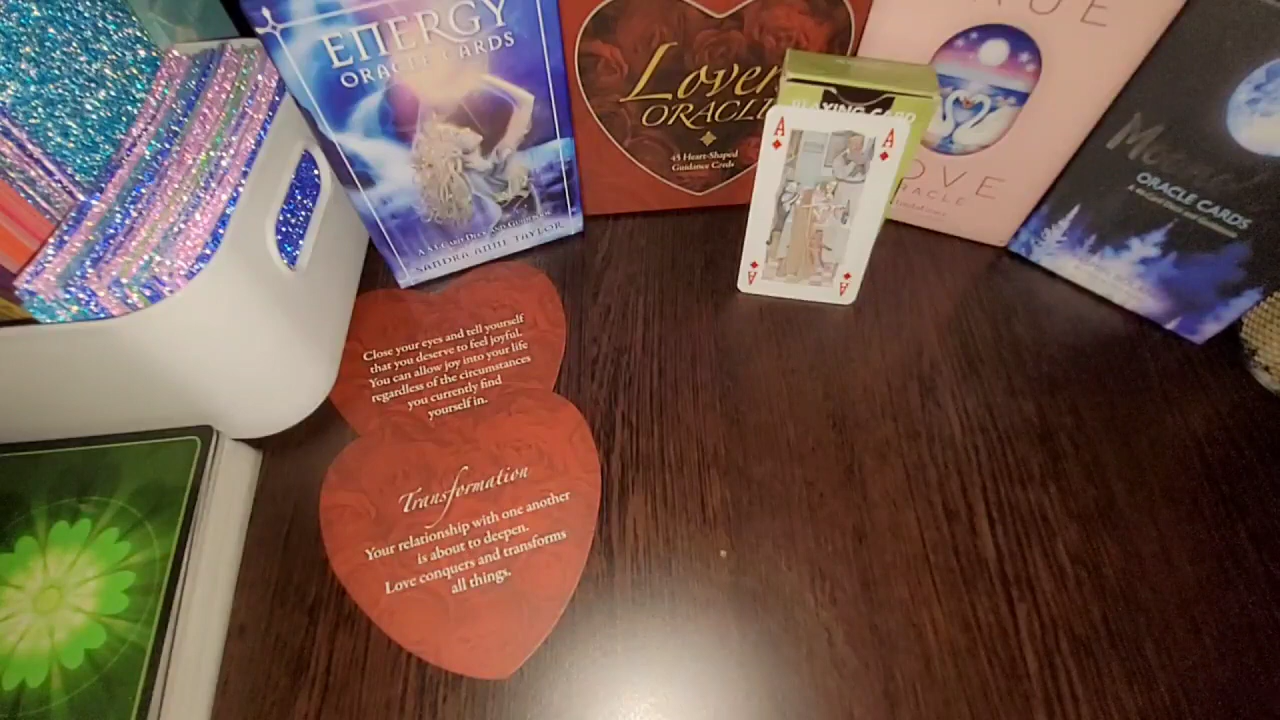 ENERGY
ORACLE CARDS
SANDRA ANNE TAYLOR
ORACLE
45 Heart-Shaped
Guidance Cards
PLAYING CARD
A
A
A
A
ORACLE CARDS
Close your eyes and tell yourself
that you deserve to feel joyful.
You can allow joy into your life
regardless of the circumstances
you currently find
yourself in.
Transformation
Your relationship with one another
is about to deepen.
Love conquers and transforms
all things.